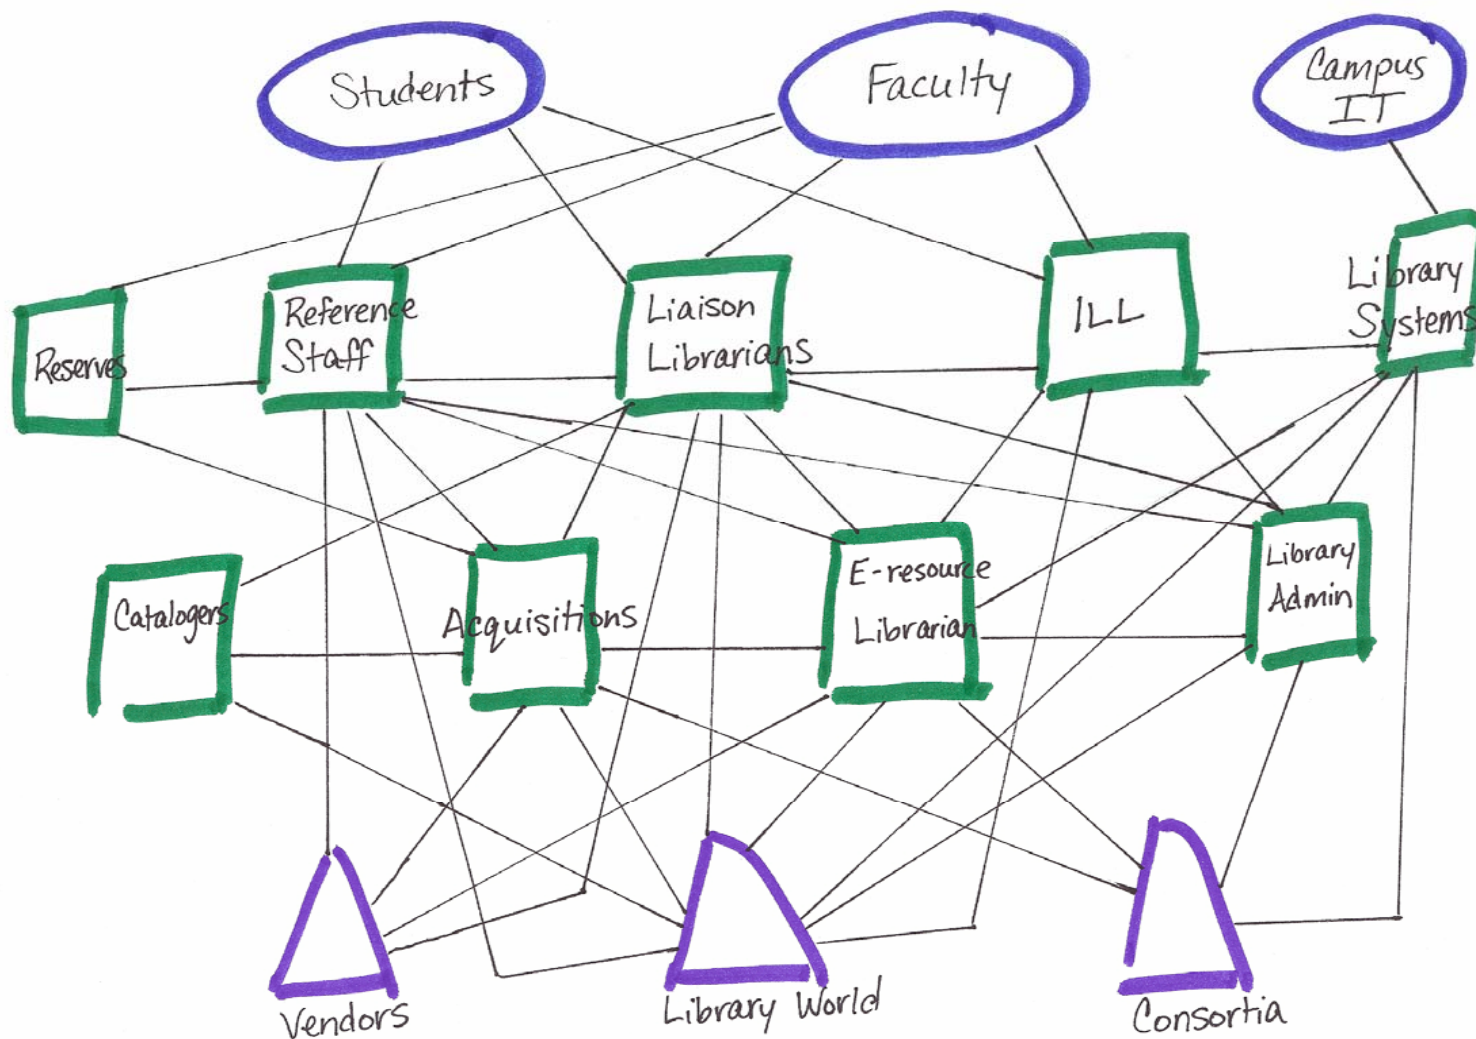 Students
Faculty
Campus
IT
Reserves
Reference
Staff
Liaison
Librarians
ILL
Library
Systems
Catalogers
Acquisitions
E-resource
Librarian
Library
Admin
Vendors
Library World
Consortia